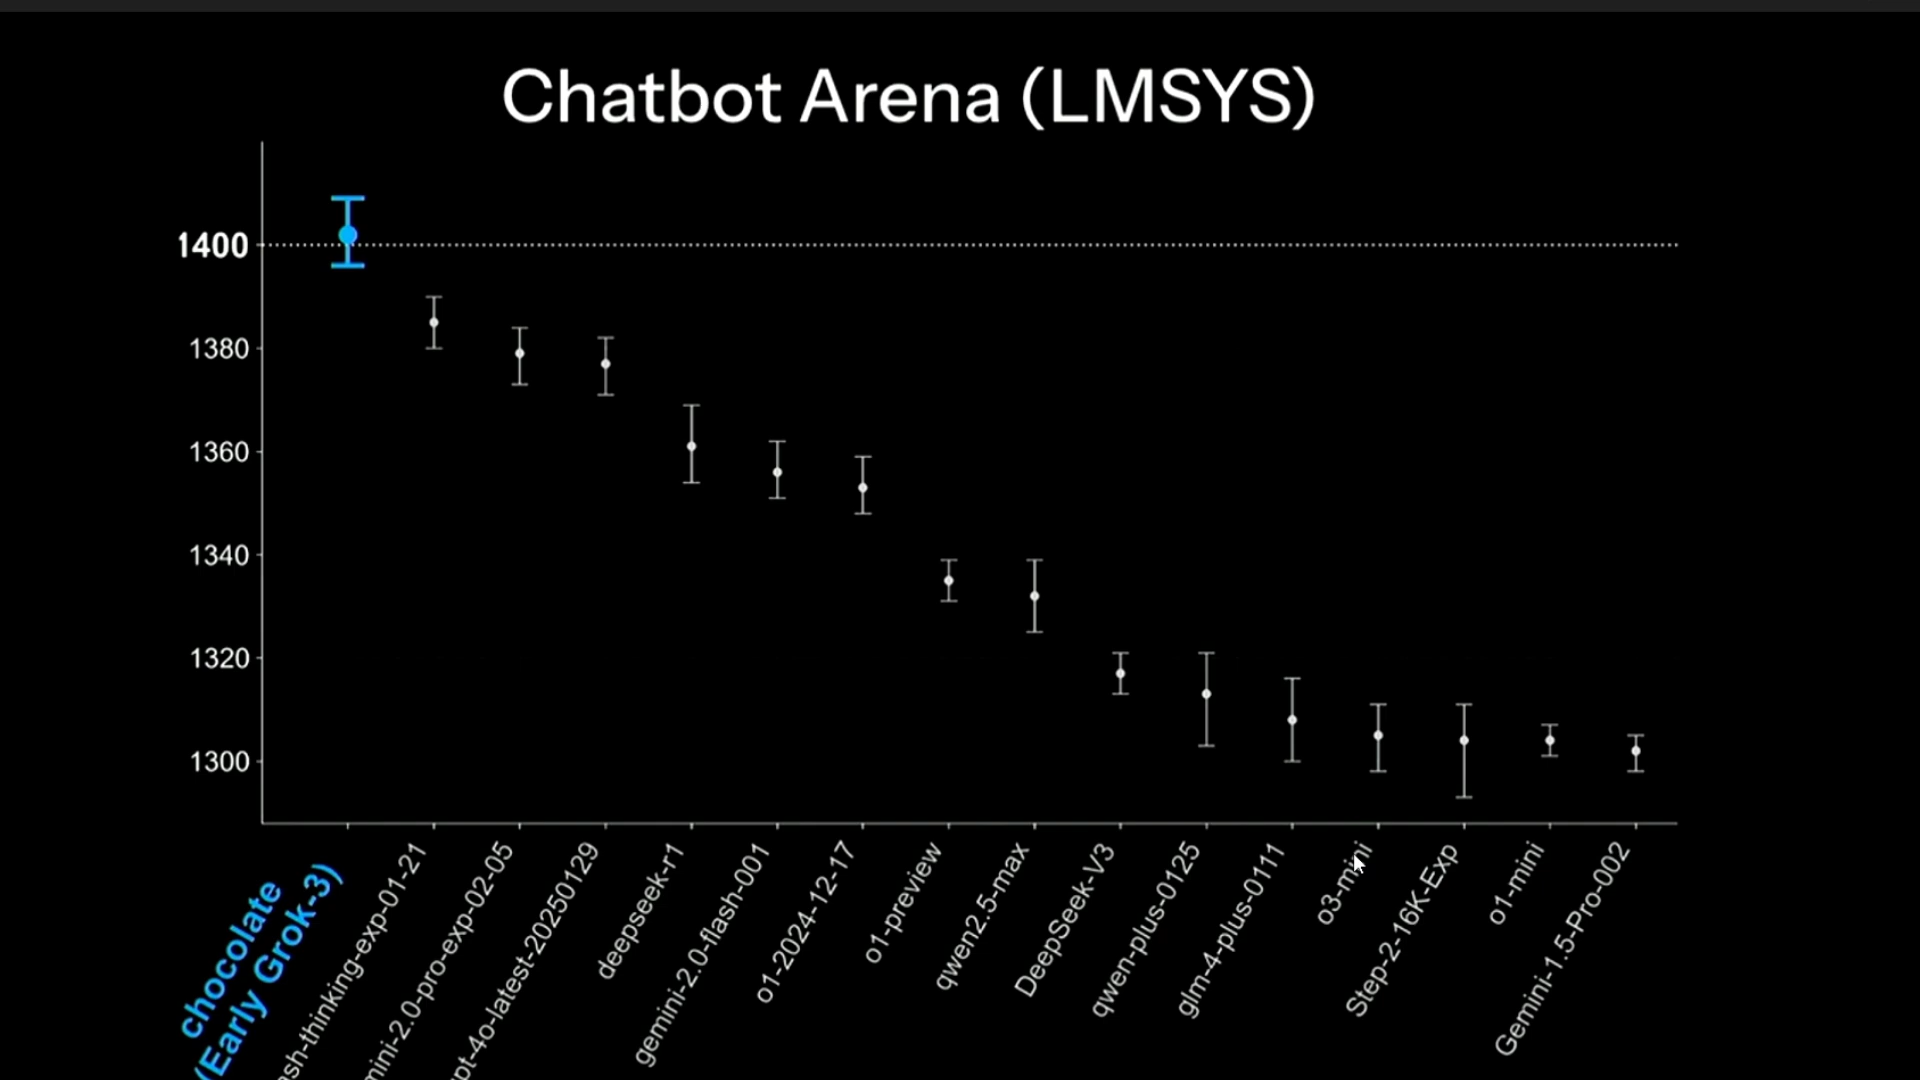 Chatbot Arena (LMSYS)
1400
1380
1360
1340
1320
1300
chocolate
(Early Grok-3)
ash-thinking-exp-01-21
mini-2.0-pro-exp-02-05
pt-4o-latest-20250129
deepseek-r1
gemini-2.0-flash-001
o1-2024-12-17
o1-preview
qwen2.5-max
DeepSeek-V3
qwen-plus-0125
glm-4-plus-0111
o3-mini
Step-2-16K-Exp
o1-mini
Gemini-1.5-Pro-002